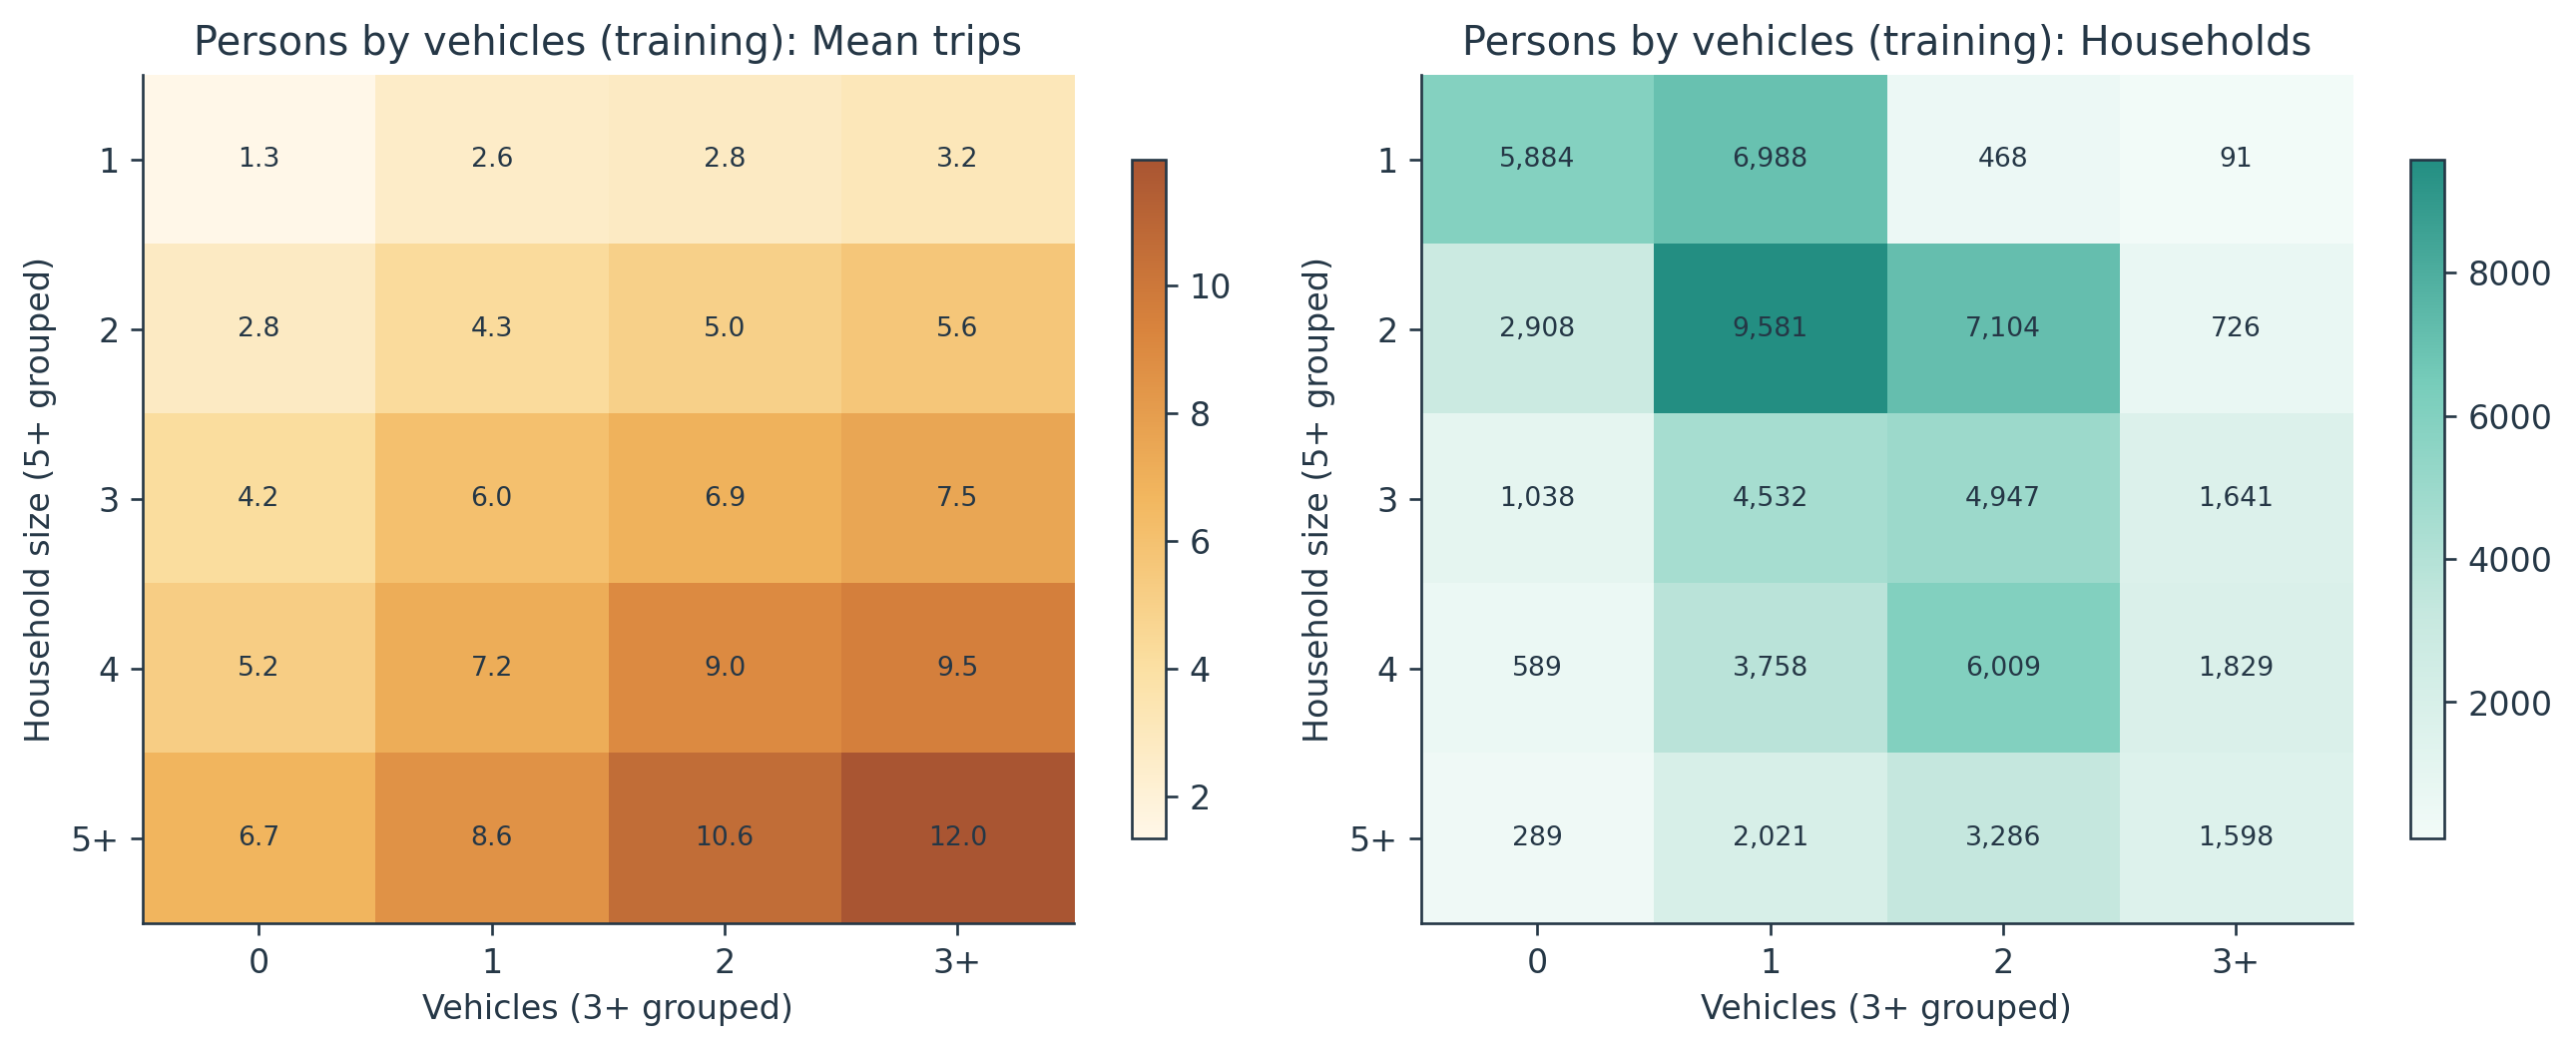 Persons by vehicles (training): Mean trips
Household size (5+ grouped)
1
2
3
4
5+
1.3 2.6 2.8 3.2
2.8 4.3 5.0 5.6
4.2 6.0 6.9 7.5
5.2 7.2 9.0 9.5
6.7 8.6 10.6 12.0
0 1 2 3+
Vehicles (3+ grouped)
10
8
6
4
2
Persons by vehicles (training): Households
Household size (5+ grouped)
1
2
3
4
5+
5,884 6,988 468 91
2,908 9,581 7,104 726
1,038 4,532 4,947 1,641
589 3,758 6,009 1,829
289 2,021 3,286 1,598
0 1 2 3+
Vehicles (3+ grouped)
8000
6000
4000
2000